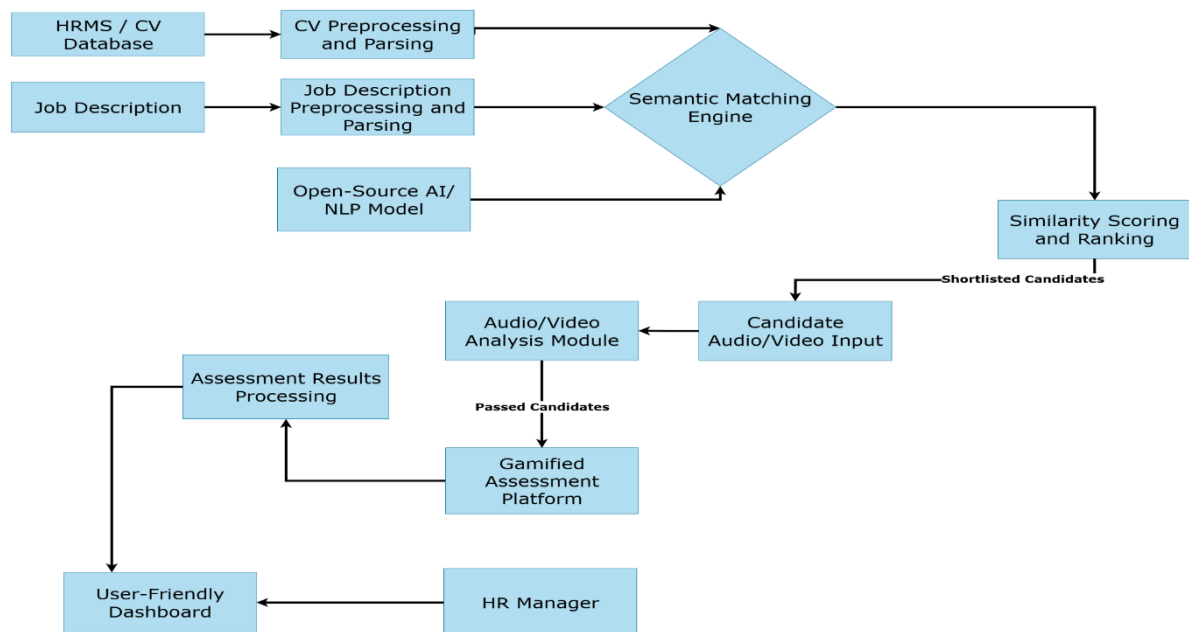 HRMS / CV
Database
CV Preprocessing
and Parsing
Job Description
Job Description
Preprocessing and
Parsing
Semantic Matching
Engine
Open-Source AI/
NLP Model
Similarity Scoring
and Ranking
Shortlisted Candidates
Candidate
Audio/Video Input
Audio/Video
Analysis Module
Passed Candidates
Assessment Results
Processing
Gamified
Assessment
Platform
User-Friendly
Dashboard
HR Manager